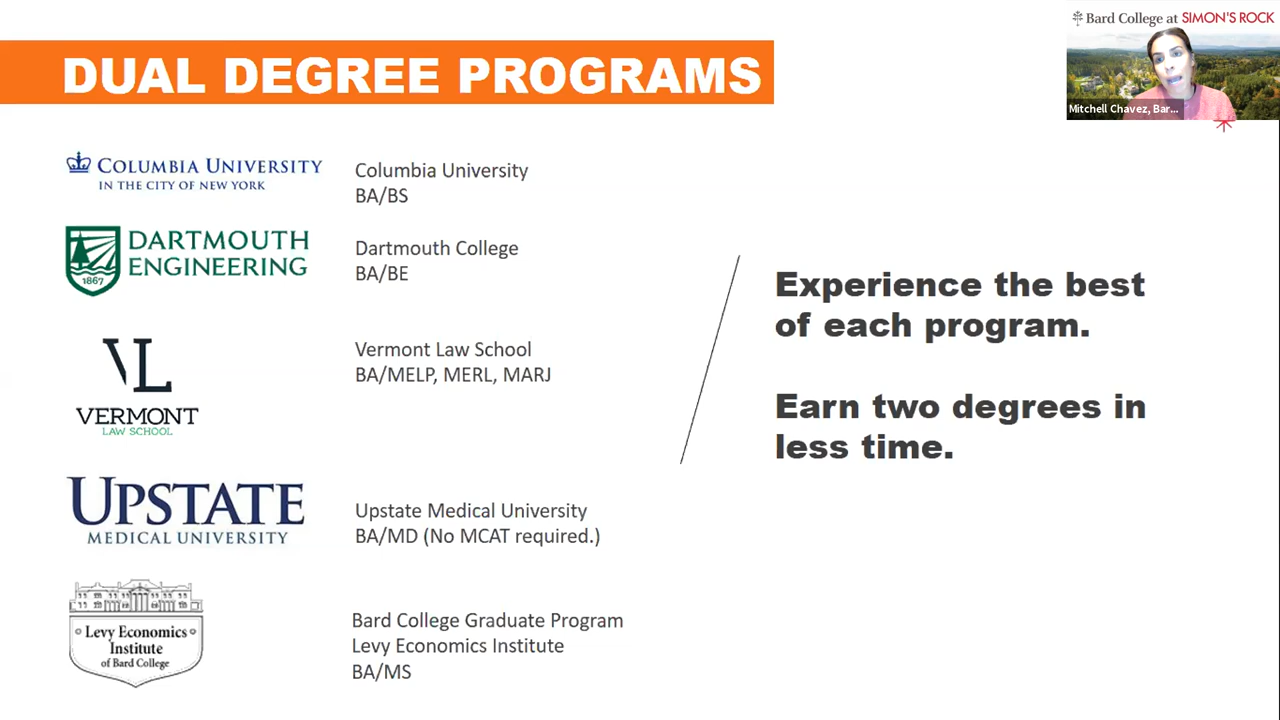 Bard College at SIMON'S ROCK
Mitchell Chavez, Bar...
DUAL DEGREE PROGRAMS
COLUMBIA UNIVERSITY
IN THE CITY OF NEW YORK
Columbia University
BA/BS
DARTMOUTH
ENGINEERING
1867
Dartmouth College
BA/BE
VL
VERMONT
LAW SCHOOL
Vermont Law School
BA/MELP, MERL, MARJ
UPSTATE
MEDICAL UNIVERSITY
Upstate Medical University
BA/MD (No MCAT required.)
Levy Economics
Institute
of Bard College
Bard College Graduate Program
Levy Economics Institute
BA/MS
Experience the best
of each program.
Earn two degrees in
less time.